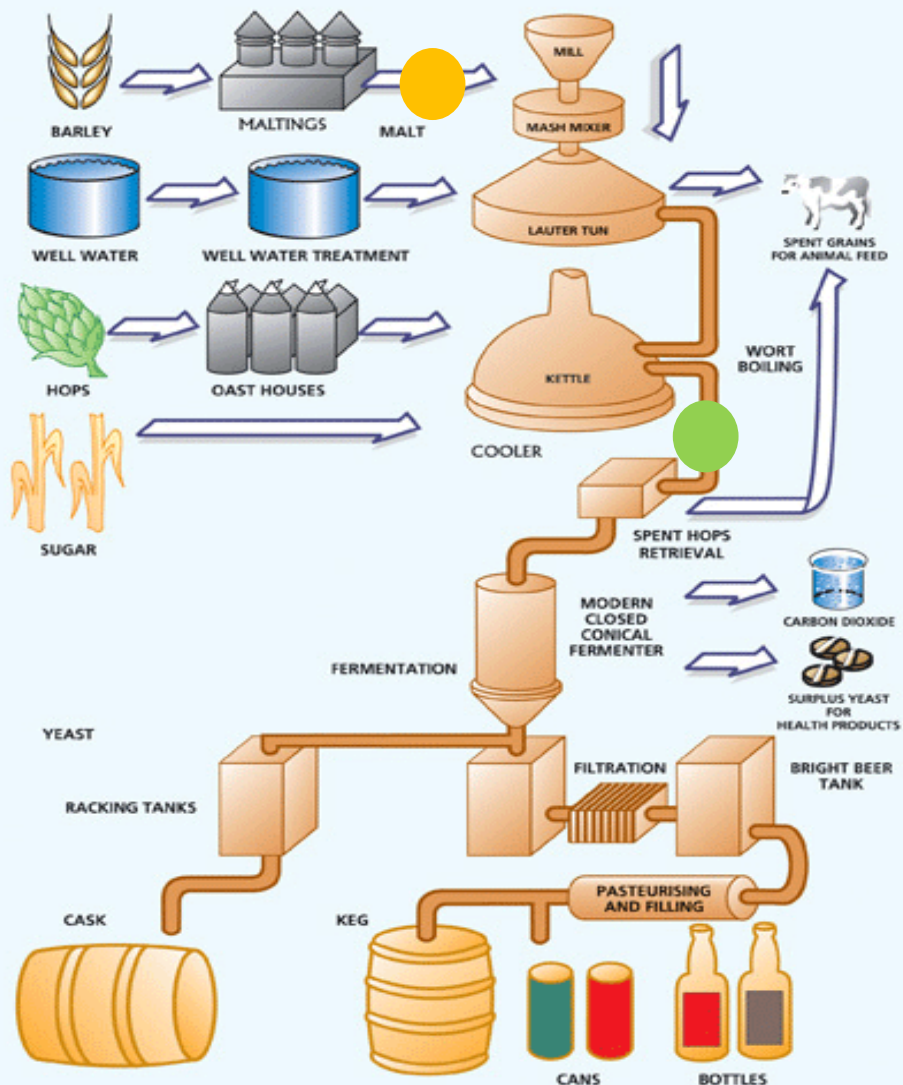 MILL
BARLEY
MALTINGS
MALT
MASH MIXER
WELL WATER
WELL WATER TREATMENT
LAUTER TUN
SPENT GRAINS
FOR ANIMAL FEED
HOPS
OAST HOUSES
KETTLE
WORT
BOILING
COOLER
SUGAR
SPENT HOPS
RETRIEVAL
MODERN
CLOSED
CONICAL
FERMENTER
CARBON DIOXIDE
FERMENTATION
SURPLUS YEAST
FOR
HEALTH PRODUCTS
YEAST
RACKING TANKS
FILTRATION
BRIGHT BEER
TANK
PASTEURISING
AND FILLING
CASK
KEG
CANS
BOTTLES